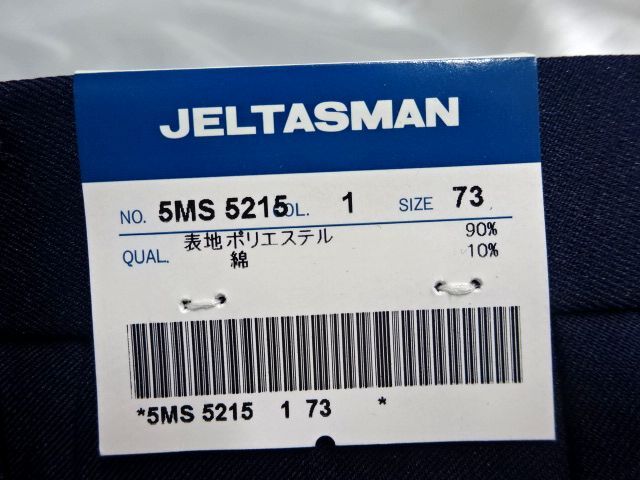 JELTASMAN
NO. 5MS 5215 COL. 1 SIZE 73
QUAL. 表地ポリエステル 90%
綿 10%
*5MS 5215 1 73 *